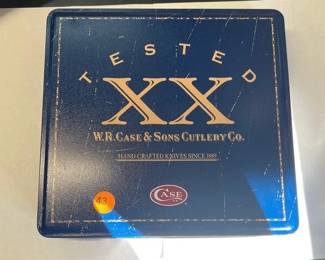 TESTED
XX
W.R. CASE & SONS CUTLERY CO.
HAND CRAFTED KNIVES SINCE 1889
43
CASE